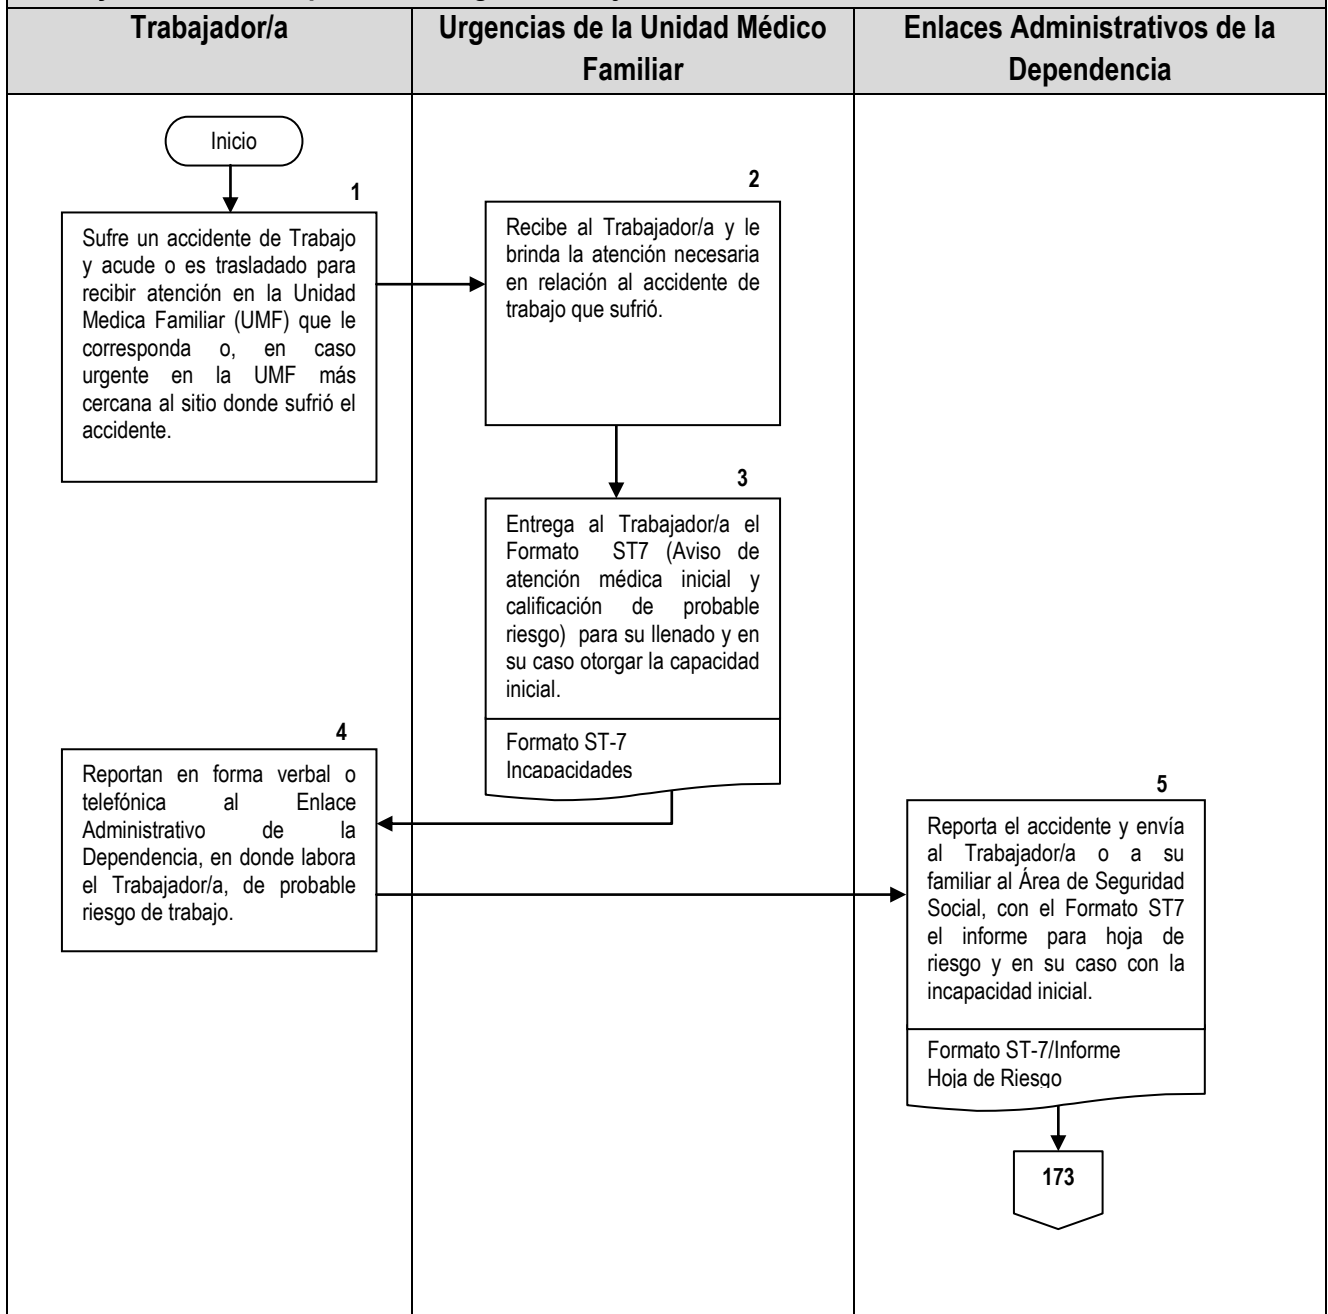 Trabajador/a
Urgencias de la Unidad Médico
Familiar
Enlaces Administrativos de la
Dependencia
Inicio
1
Sufre un accidente de Trabajo
y acude o es trasladado para
recibir atención en la Unidad
Medica Familiar (UMF) que le
corresponda o, en caso
urgente en la UMF más
cercana al sitio donde sufrió el
accidente.
2
Recibe al Trabajador/a y le
brinda la atención necesaria
en relación al accidente de
trabajo que sufrió.
3
Entrega al Trabajador/a el
Formato ST7 (Aviso de
atención médica inicial y
calificación de probable
riesgo) para su llenado y en
su caso otorgar la capacidad
inicial.
Formato ST-7
Incapacidades
4
Reportan en forma verbal o
telefónica al Enlace
Administrativo de la
Dependencia, en donde labora
el Trabajador/a, de probable
riesgo de trabajo.
5
Reporta el accidente y envía
al Trabajador/a o a su
familiar al Área de Seguridad
Social, con el Formato ST7
el informe para hoja de
riesgo y en su caso con la
incapacidad inicial.
Formato ST-7/Informe
Hoja de Riesgo
173